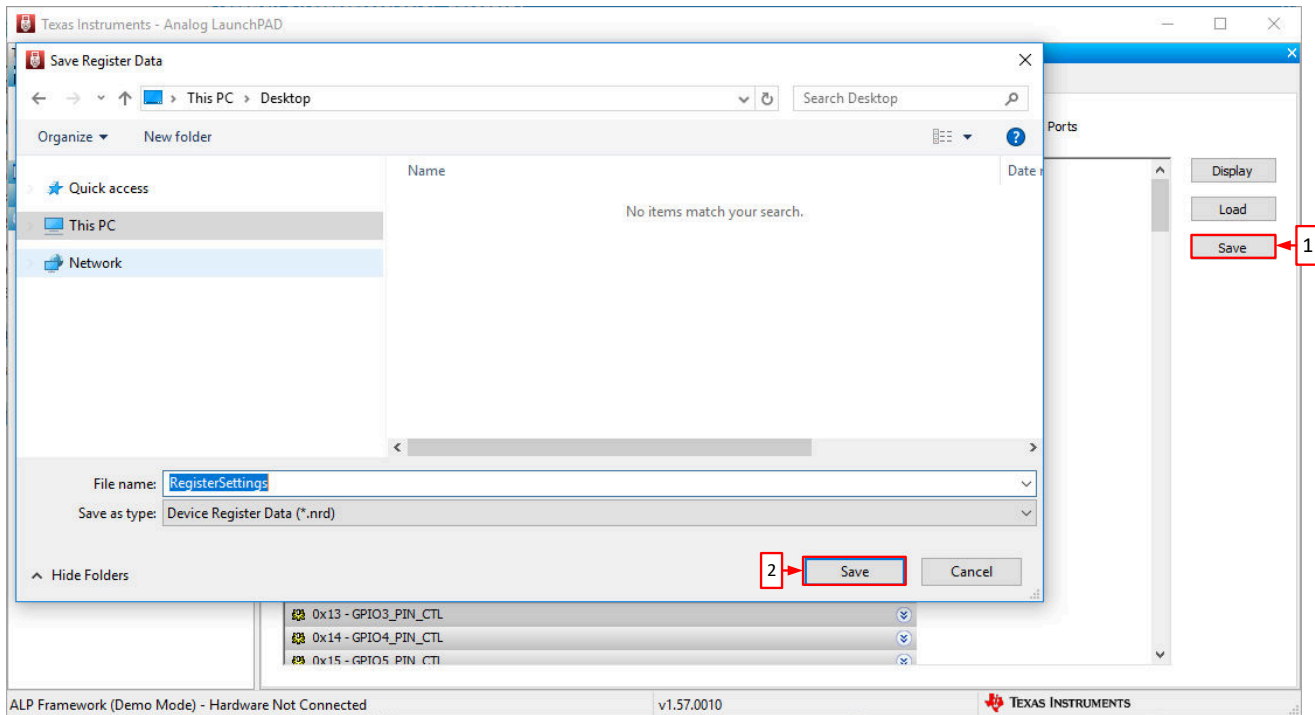 Texas Instruments - Analog LaunchPAD
Save Register Data
This PC > Desktop
Search Desktop
Organize
New folder
Ports
Name
Date
Display
Quick access
No items match your search.
Load
This PC
Save
1
Network
File name: RegisterSettings
Save as type: Device Register Data (*.nrd)
Hide Folders
2
Save
Cancel
0x13 - GPIO3_PIN_CTL
0x14 - GPIO4_PIN_CTL
0x15 - GPIO5_PIN_CTL
ALP Framework (Demo Mode) - Hardware Not Connected
v1.57.0010
TEXAS INSTRUMENTS